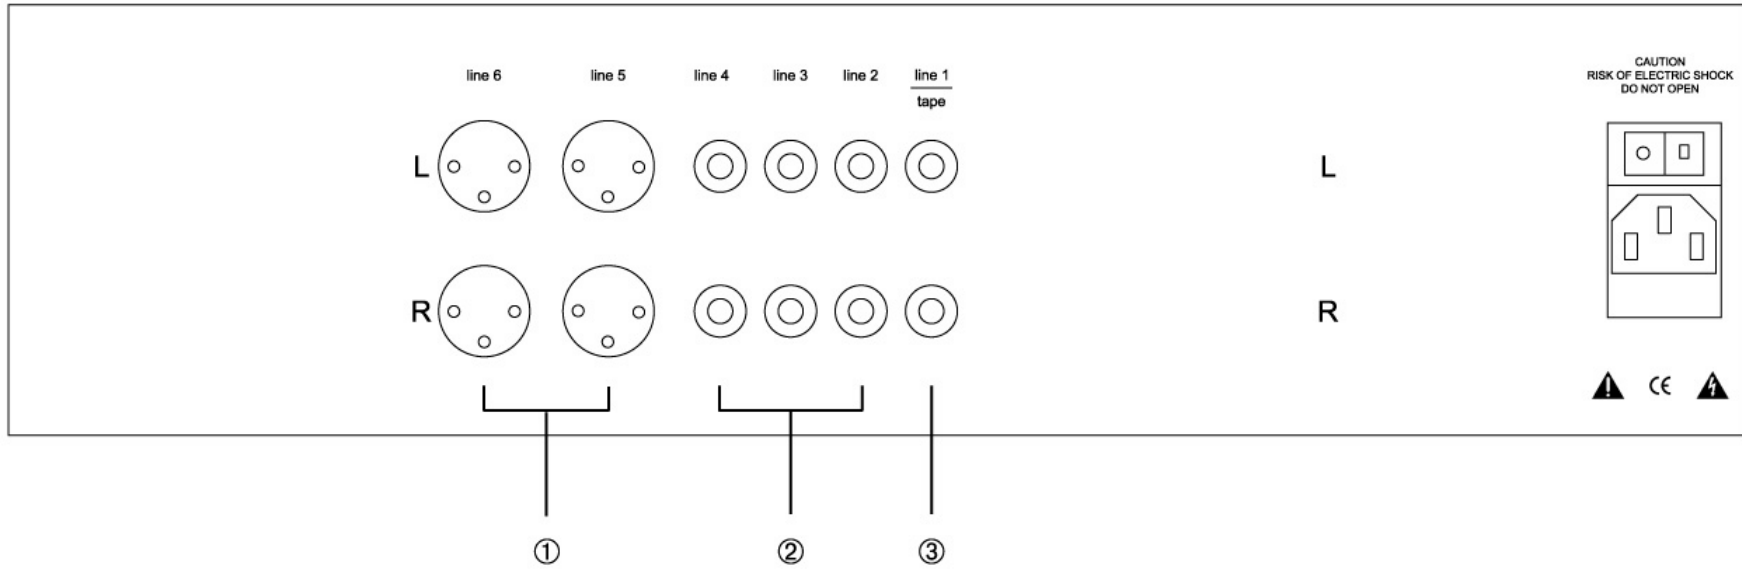 line 6 line 5 line 4 line 3 line 2 line 1
tape
CAUTION
RISK OF ELECTRIC SHOCK
DO NOT OPEN
L L
R R
CE
① ② ③